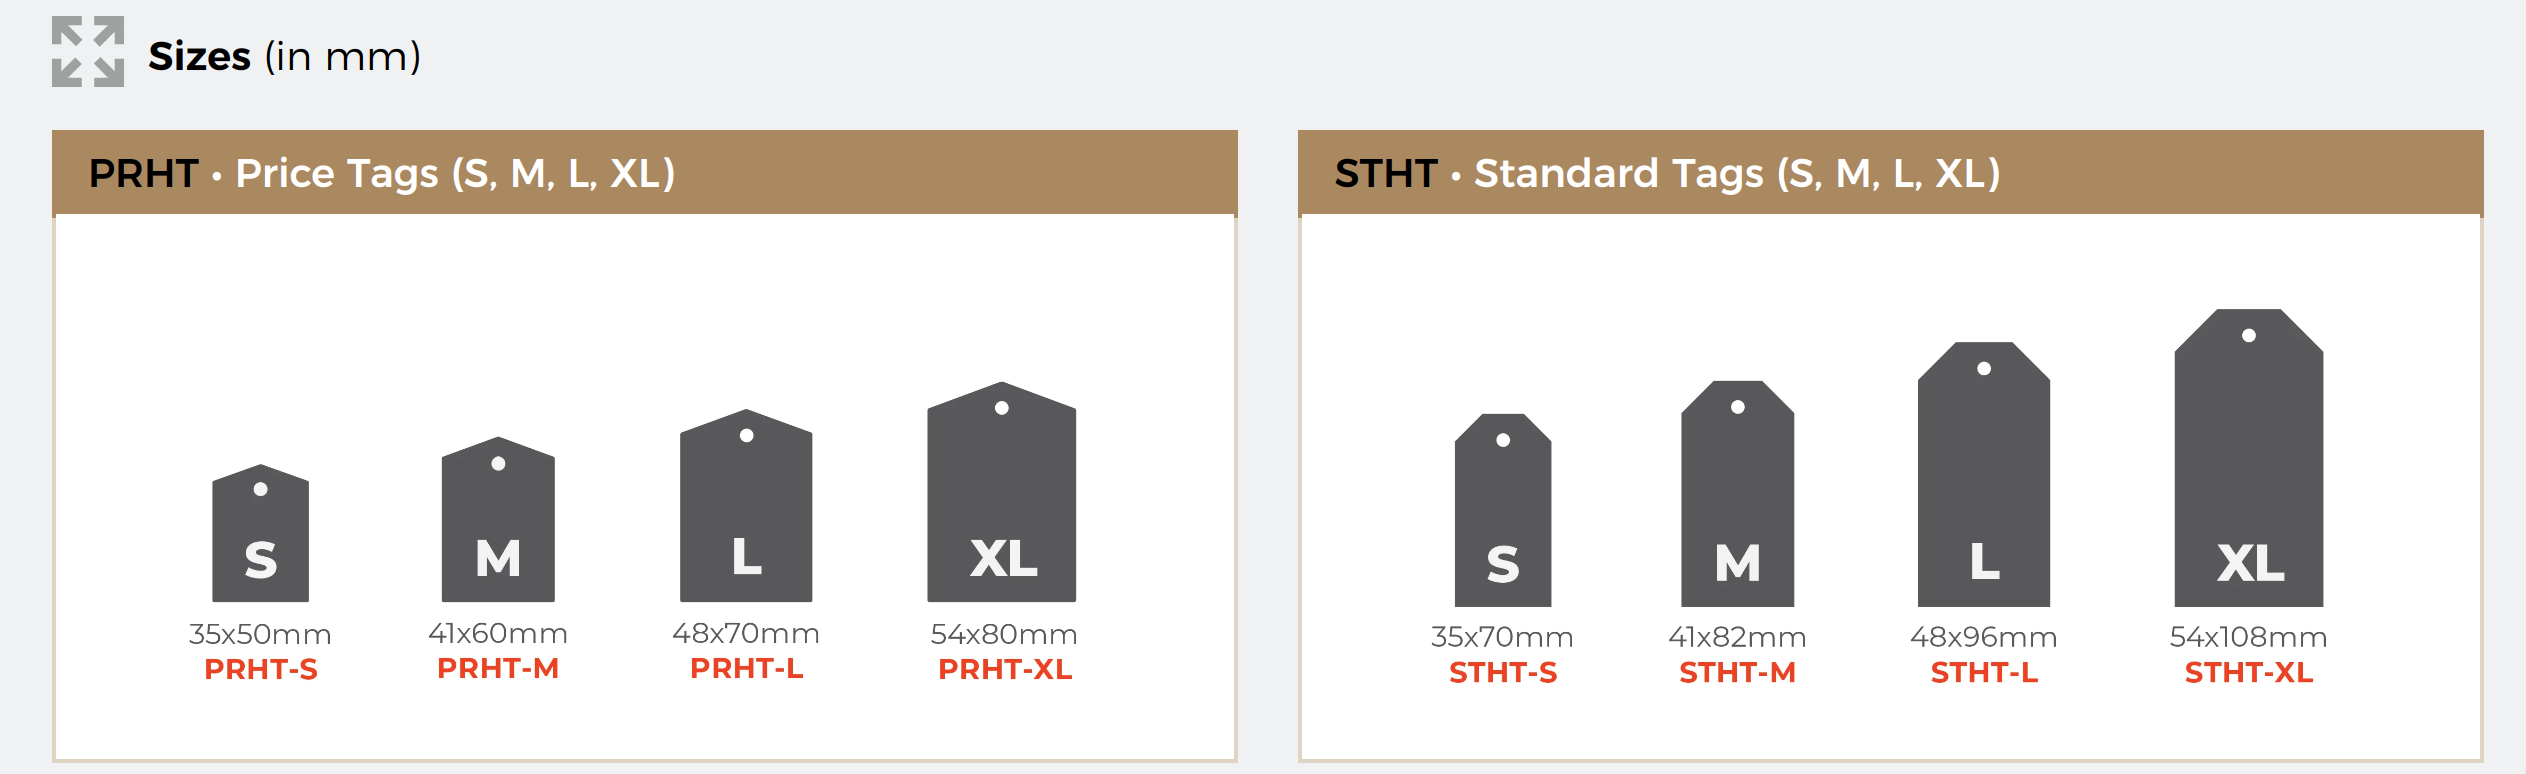 Sizes (in mm)
PRHT • Price Tags (S, M, L, XL)
S
M
L
XL
35x50mm
41x60mm
48x70mm
54x80mm
PRHT-S
PRHT-M
PRHT-L
PRHT-XL
STHT • Standard Tags (S, M, L, XL)
S
M
L
XL
35x70mm
41x82mm
48x96mm
54x108mm
STHT-S
STHT-M
STHT-L
STHT-XL